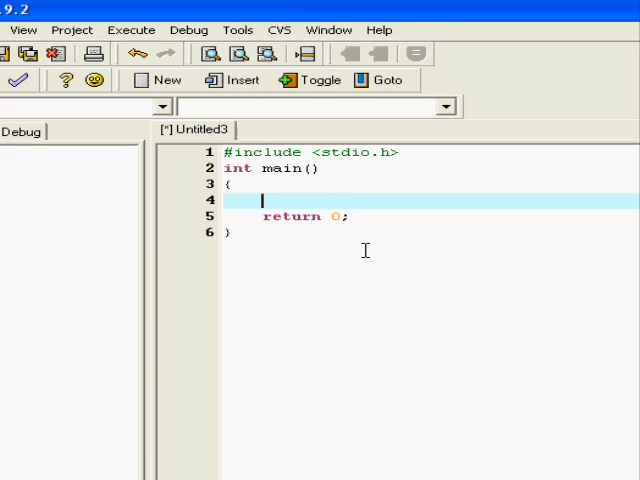 .9.2
View Project Execute Debug Tools CVS Window Help
New Insert Toggle Goto
Debug [*] Untitled3
1 #include <stdio.h>
2 int main()
3 {
4
5 return 0;
6 }